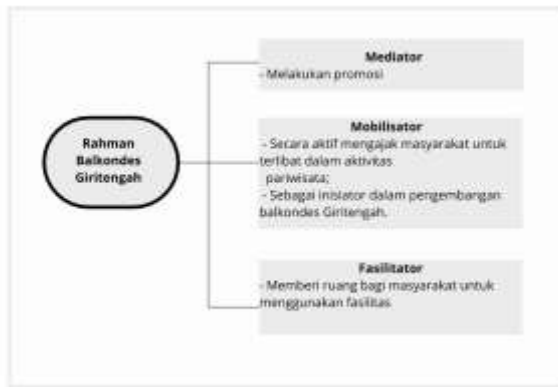 Rahman
Balkondes
Giritengah
Mediator
- Melakukan promosi
Mobilisator
- Secara aktif mengajak masyarakat untuk
terlibat dalam aktivitas
pariwisata;
- Sebagai inisiator dalam pengembangan
balkondes Giritengah.
Fasilitator
- Memberi ruang bagi masyarakat untuk
menggunakan fasilitas